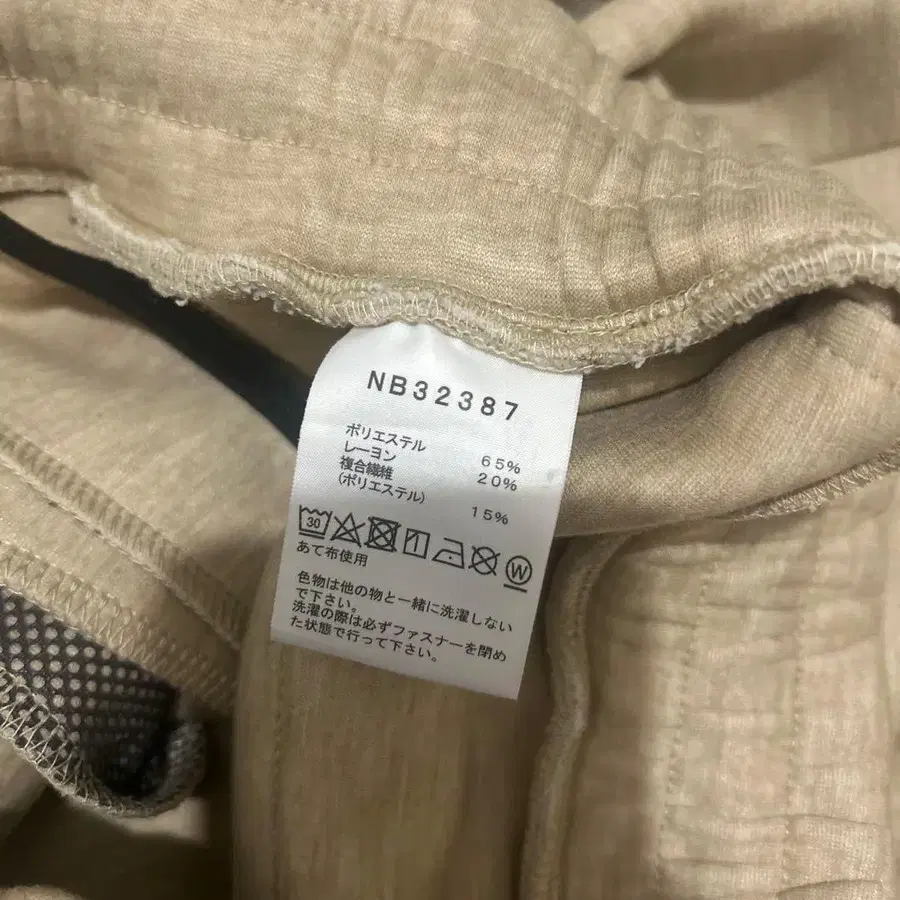 NB32387
ポリエステル 65%
レーヨン 20%
複合繊維
(ポリエステル) 15%
30 W
あて布使用
色物は他の物と一緒に洗濯しない
で下さい。
洗濯の際は必ずファスナーを閉め
た状態で行って下さい。